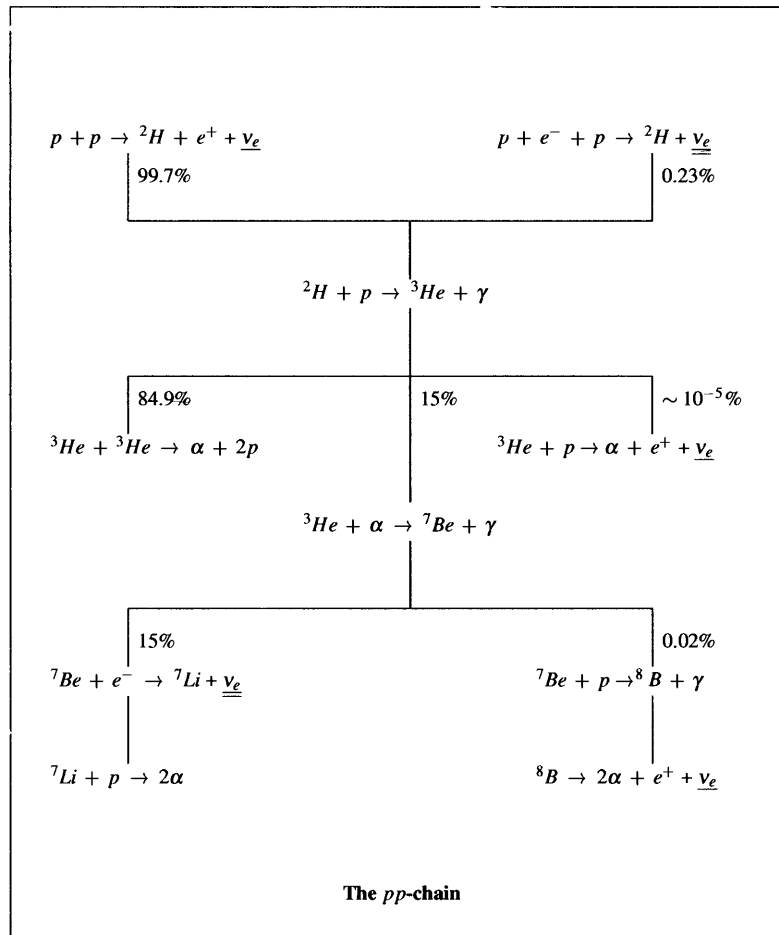 p + p → ²H + e⁺ + νₑ    p + e⁻ + p → ²H + νₑ
99.7%    0.23%
²H + p → ³He + γ
84.9%    15%    ~ 10⁻⁵%
³He + ³He → α + 2p    ³He + p → α + e⁺ + νₑ
³He + α → ⁷Be + γ
15%    0.02%
⁷Be + e⁻ → ⁷Li + νₑ    ⁷Be + p → ⁸B + γ
⁷Li + p → 2α    ⁸B → 2α + e⁺ + νₑ
The pp-chain